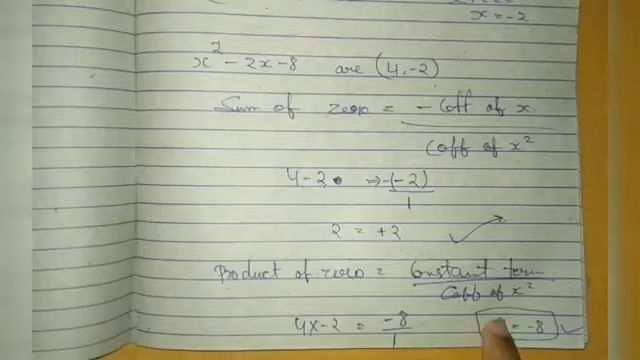 x = -2
x² - 2x - 8 are (4, -2)
Sum of zero = - Coff of x
Coff of x²
4 - 2 → -(-2)
1
2 = +2
Product of zero = Constant term
Coff of x²
4x-2 = -8
1
= -8